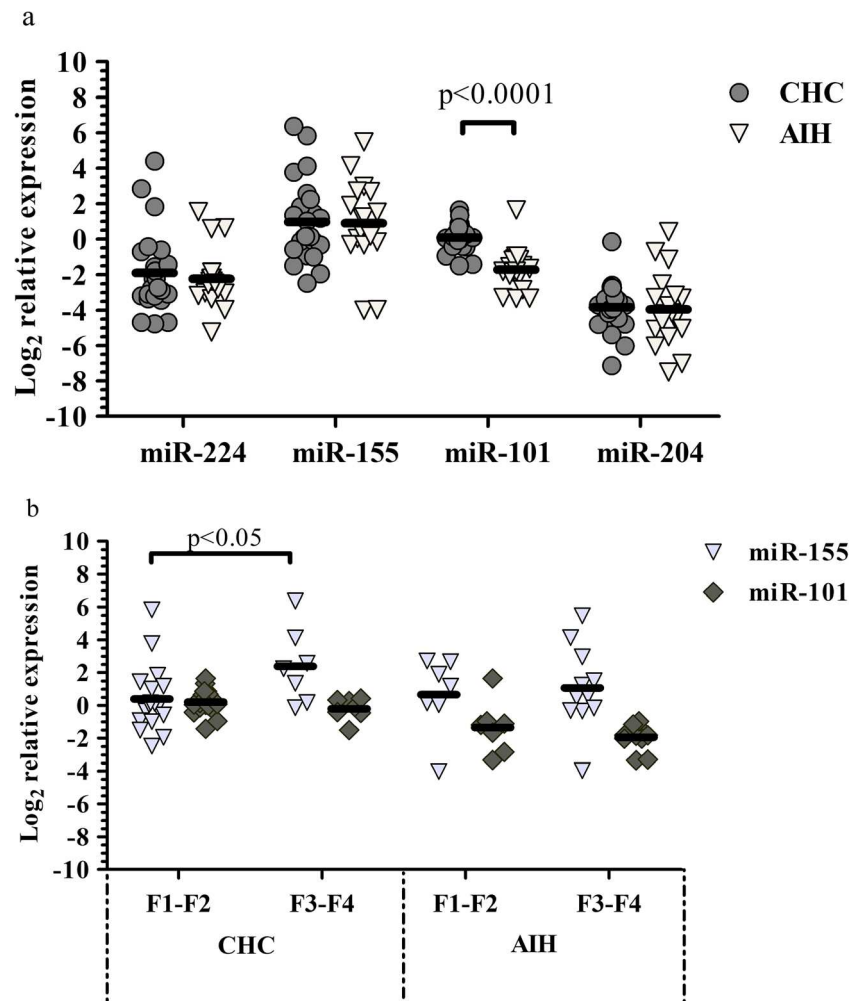 a
Log2 relative expression
10
8
6
4
2
0
-2
-4
-6
-8
-10
p<0.0001
CHC
AIH
miR-224 miR-155 miR-101 miR-204
b
Log2 relative expression
10
8
6
4
2
0
-2
-4
-6
-8
-10
p<0.05
miR-155
miR-101
F1-F2 F3-F4 F1-F2 F3-F4
CHC AIH